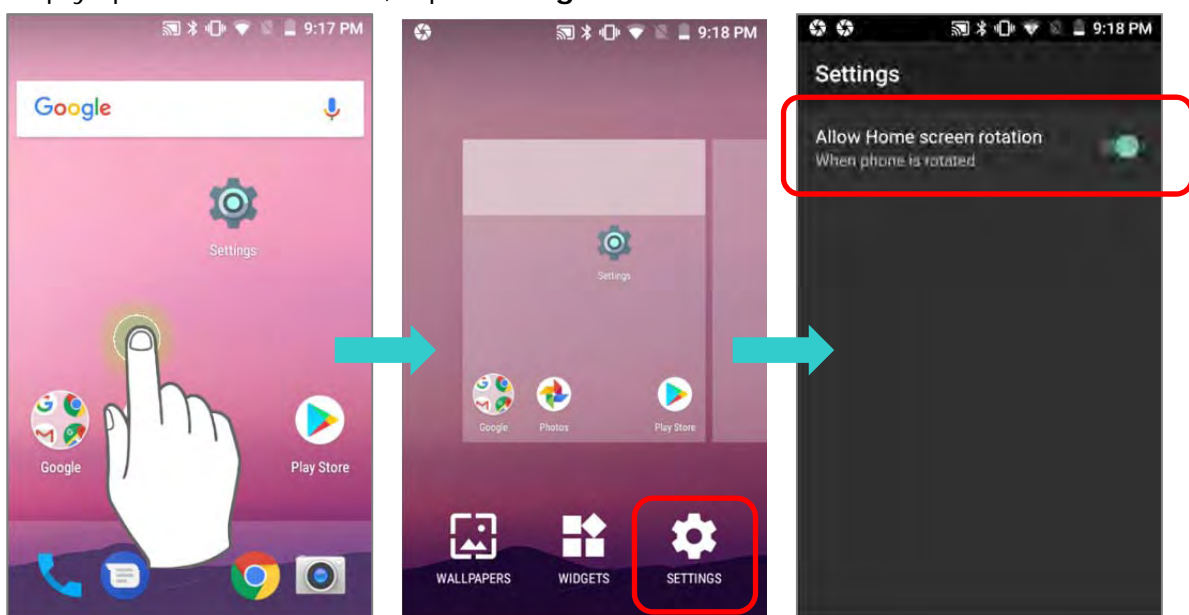 9:17 PM
Google
Settings
Google
Play Store
9:18 PM
Settings
Google
Photos
Play Store
WALLPAPERS
WIDGETS
SETTINGS
9:18 PM
Settings
Allow Home screen rotation
When phone is rotated